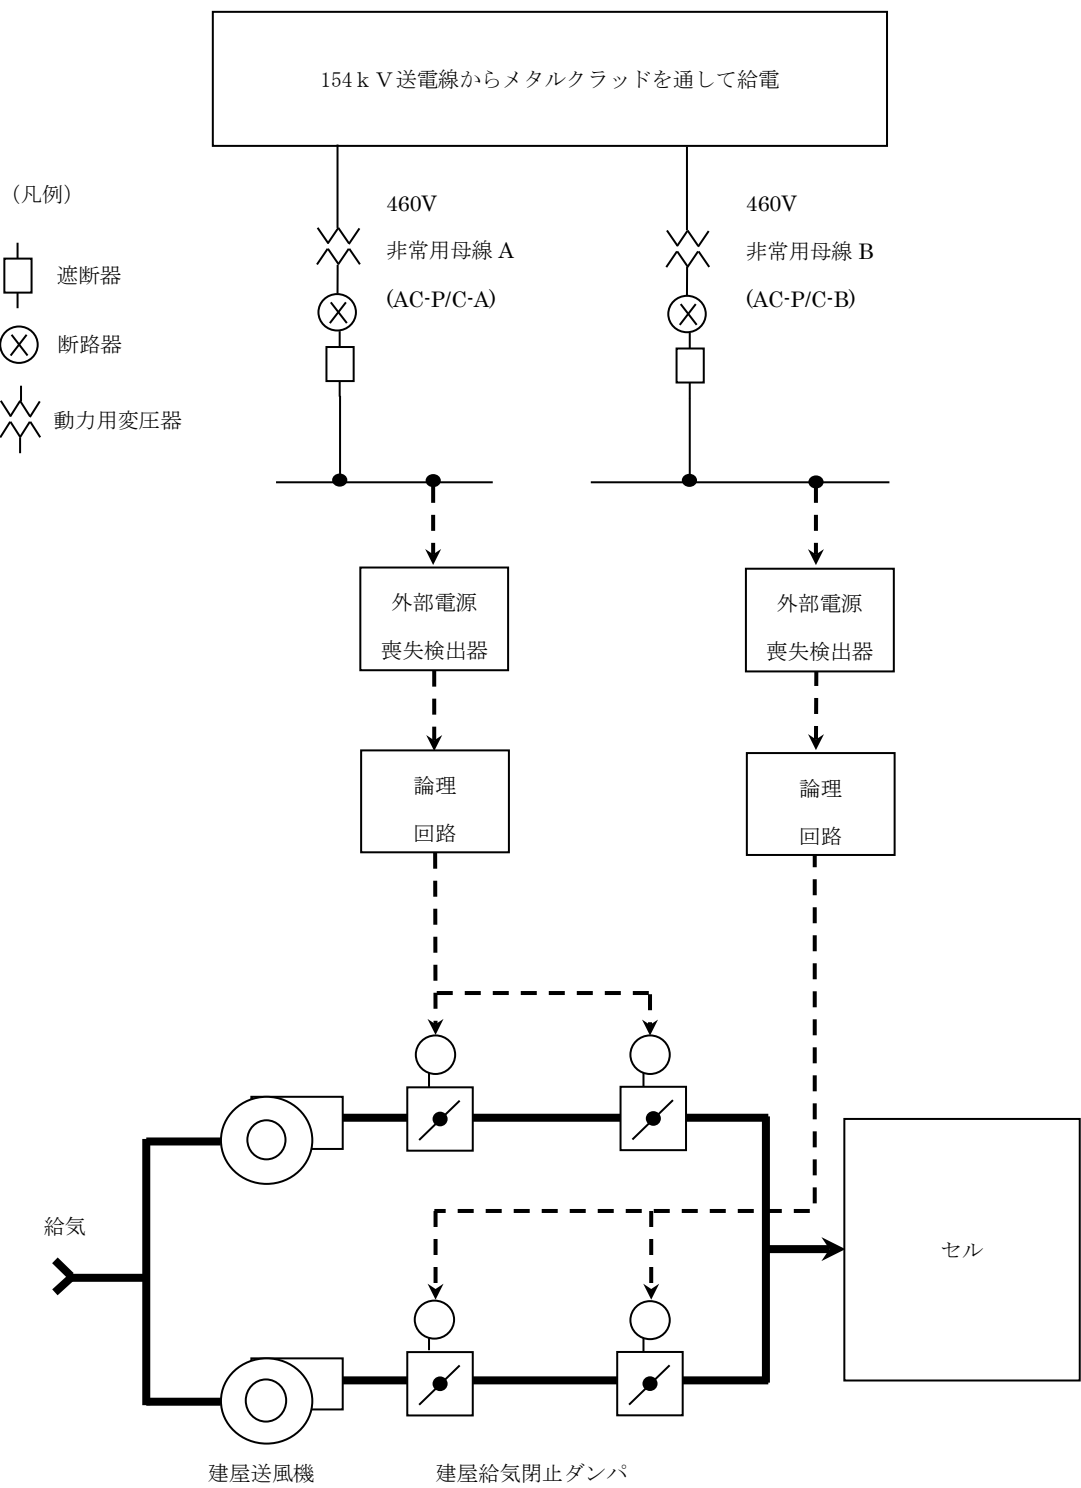 154ｋＶ送電線からメタルクラッドを通して給電
（凡例）
遮断器
断路器
動力用変圧器
460V
非常用母線 A
(AC-P/C-A)
460V
非常用母線 B
(AC-P/C-B)
外部電源
喪失検出器
外部電源
喪失検出器
論理
回路
論理
回路
給気
セル
建屋送風機
建屋給気閉止ダンパ